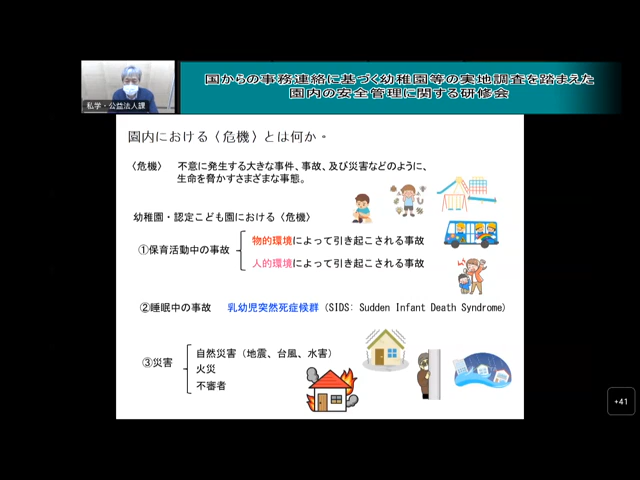 国からの事務連絡に基づく幼稚園等の実地調査を踏まえた
園内の安全管理に関する研修会
私学・公益法人課
園内における〈危機〉とは何か。
〈危機〉 不意に発生する大きな事件、事故、及び災害などのように、
生命を脅かすさまざまな事態。
幼稚園・認定こども園における〈危機〉
①保育活動中の事故
物的環境によって引き起こされる事故
人的環境によって引き起こされる事故
②睡眠中の事故 乳幼児突然死症候群 (SIDS: Sudden Infant Death Syndrome)
③災害
自然災害（地震、台風、水害）
火災
不審者
+41